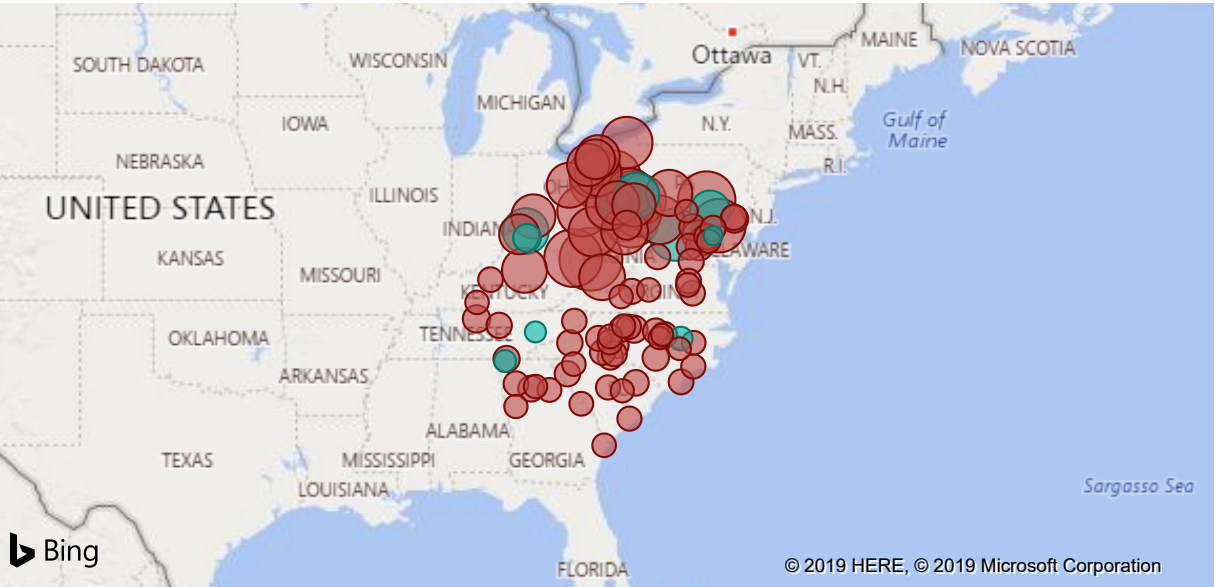 MAINE
NOVA SCOTIA
Ottawa
VT.
WISCONSIN
SOUTH DAKOTA
N.H.
MICHIGAN
Gulf of
Maine
IOWA
N.Y.
MASS.
NEBRASKA
R.I.
ILLINOIS
UNITED STATES
N.J.
INDIAN
ELAWARE
KANSAS
MISSOURI
KENTUCKY
TENNESSEE
OKLAHOMA
ARKANSAS
ALABAMA
TEXAS
MISSISSIPPI
GEORGIA
LOUISIANA
Sargasso Sea
Bing
FLORIDA
© 2019 HERE, © 2019 Microsoft Corporation